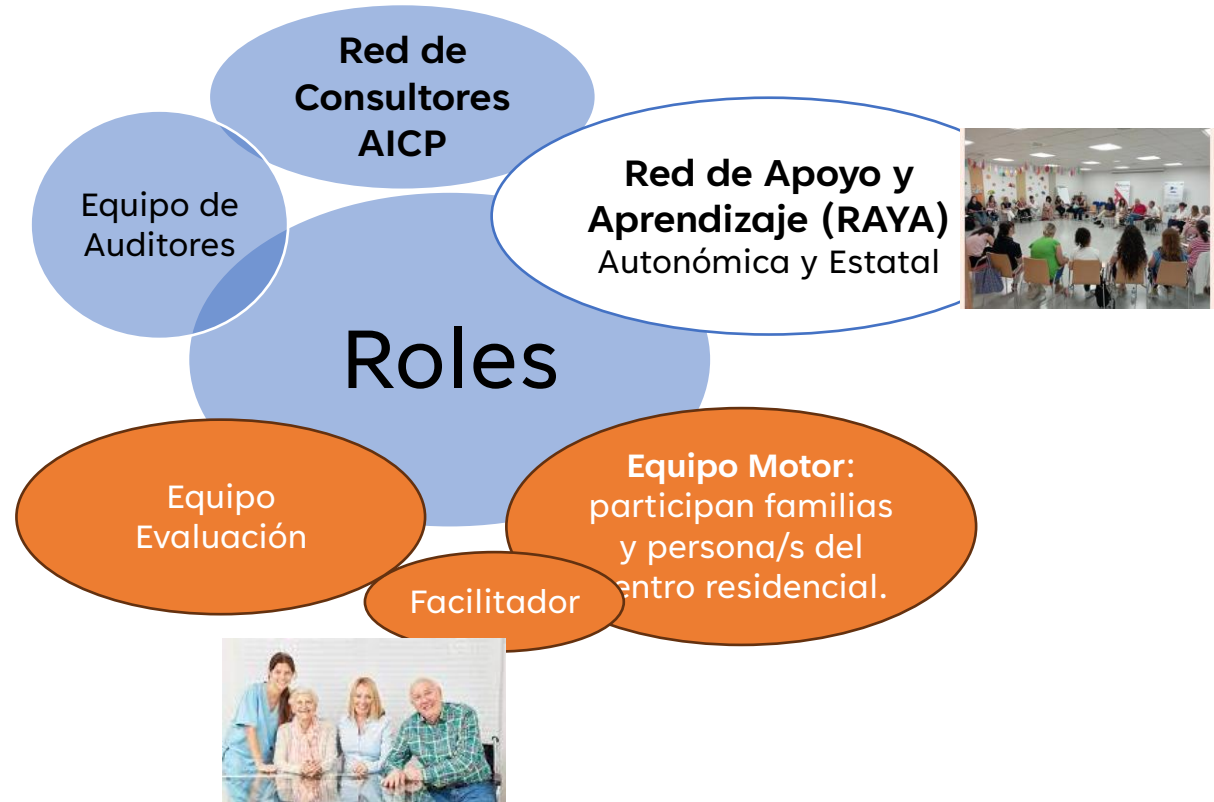 Red de
Consultores
AICP
Equipo de
Auditores
Red de Apoyo y
Aprendizaje (RAYA)
Autonómica y Estatal
Roles
Equipo
Evaluación
Equipo Motor:
participan familias
y persona/s del
entro residencial.
Facilitador